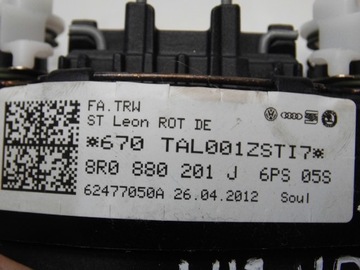 FA.TRW
ST Leon ROT DE
*670 TAL001ZSTI7*
8R0 880 201 J 6PS 05S
62477050A 26.04.2012 Soul